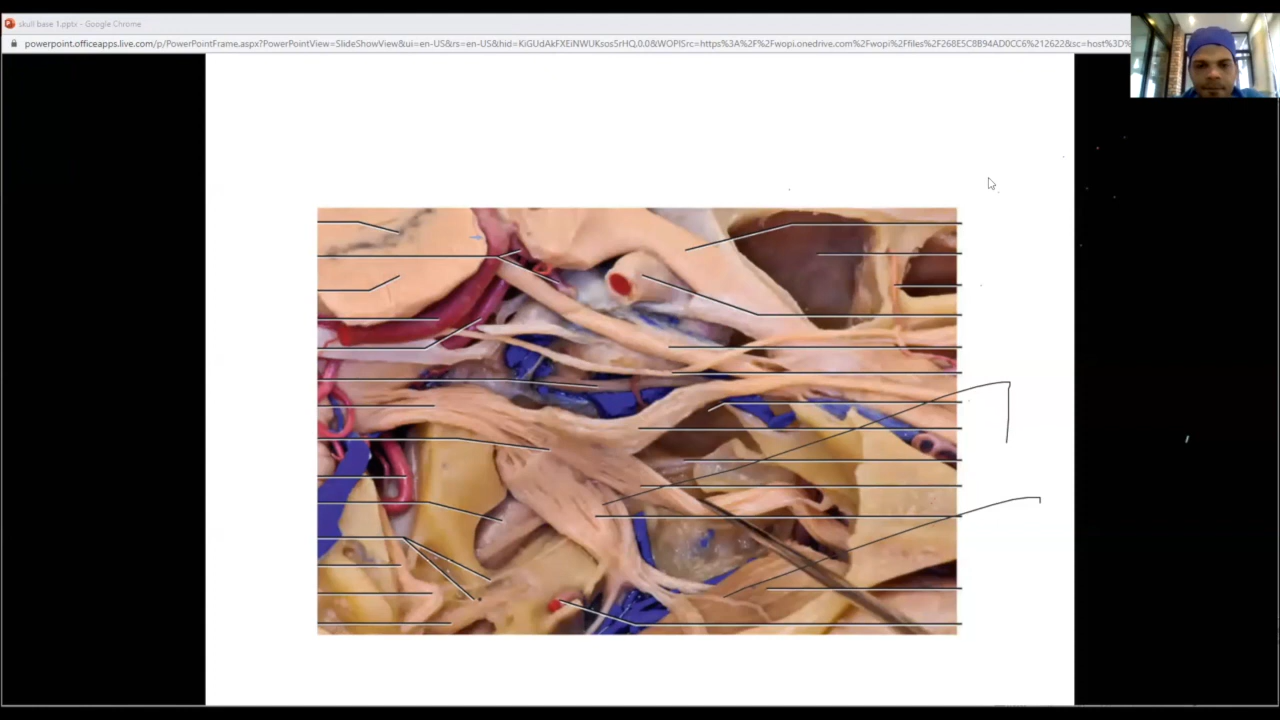 skull base 1.pptx - Google Chrome
powerpoint.officeapps.live.com/p/PowerPointFrame.aspx?PowerPointView=SlideShowView&ui=en-US&rs=en-US&hid=KiGUdAkFXEiNWUKsos5rHQ.0.0&WOPISrc=https%3A%2F%2Fwopi.onedrive.com%2Fwopi%2Ffiles%2F268E5C8B94AD0CC6%212622&sc=host%3D%